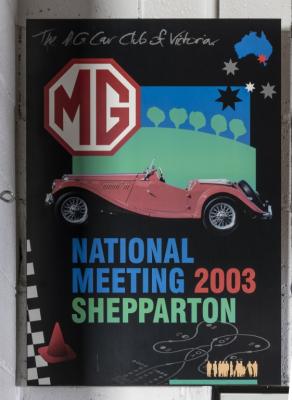 The MG Car Club of Victoria
MG
NATIONAL
MEETING 2003
SHEPPARTON